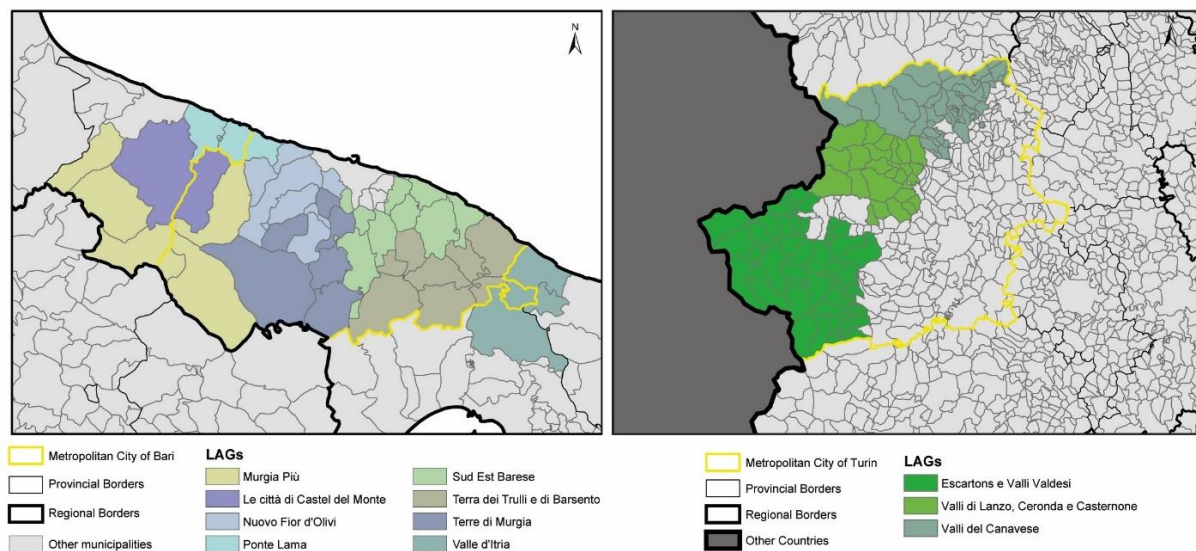 N
N
Metropolitan City of Bari
Provincial Borders
Regional Borders
Other municipalities
LAGs
Murgia Più
Le città di Castel del Monte
Nuovo Fior d'Olivi
Ponte Lama
Sud Est Barese
Terra dei Trulli e di Barsento
Terre di Murgia
Valle d'Itria
Metropolitan City of Turin
Provincial Borders
Regional Borders
Other Countries
LAGs
Escartons e Valli Valdesi
Valli di Lanzo, Ceronda e Casternone
Valli del Canavese